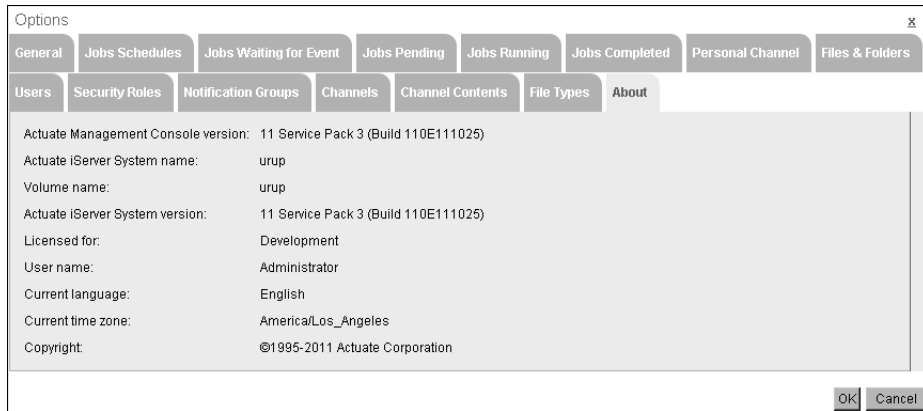 Options x
General Jobs Schedules Jobs Waiting for Event Jobs Pending Jobs Running Jobs Completed Personal Channel Files & Folders
Users Security Roles Notification Groups Channels Channel Contents File Types About
Actuate Management Console version: 11 Service Pack 3 (Build 110E111025)
Actuate iServer System name: urup
Volume name: urup
Actuate iServer System version: 11 Service Pack 3 (Build 110E111025)
Licensed for: Development
User name: Administrator
Current language: English
Current time zone: America/Los_Angeles
Copyright: ©1995-2011 Actuate Corporation
OK Cancel